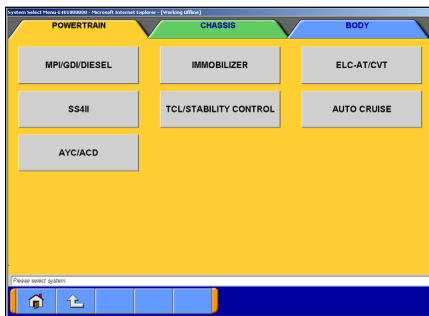 System Select Menu-E401000000 - Microsoft Internet Explorer - [Working Offline]
POWERTRAIN CHASSIS BODY
MPI/GDI/DIESEL IMMOBILIZER ELC-AT/CVT
SS4II TCL/STABILITY CONTROL AUTO CRUISE
AYC/ACD
Please select system.